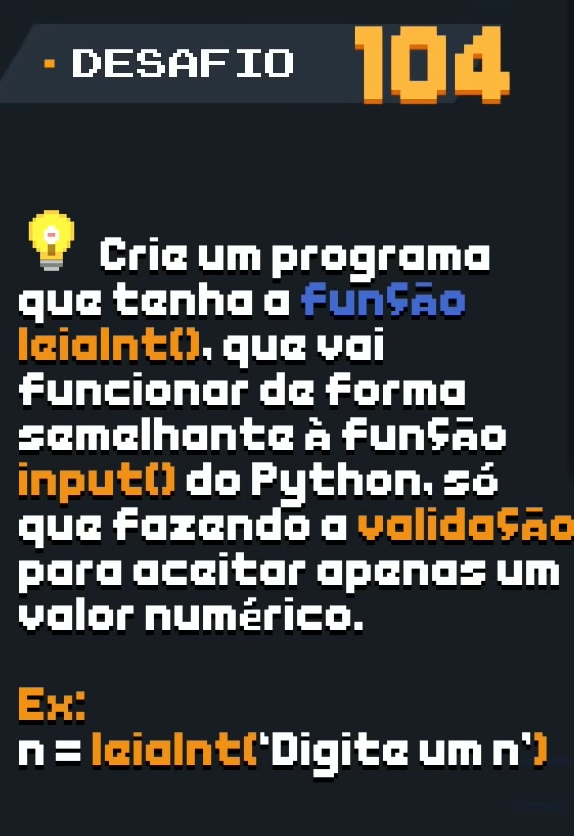 DESAFIO 104
Crie um programa
que tenha a função
leiaInt(), que vai
funcionar de forma
semelhante à função
input() do Python, só
que fazendo a validação
para aceitar apenas um
valor numérico.
Ex:
n = leiaInt(‘Digite um n’)